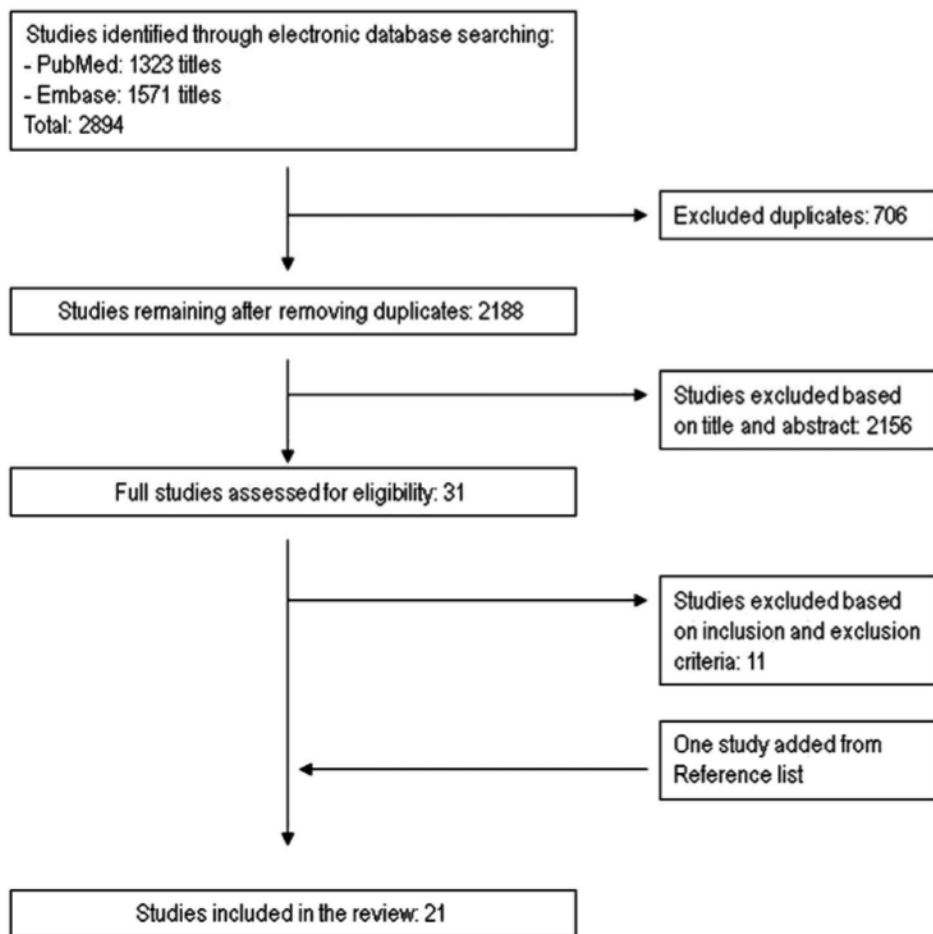 Studies identified through electronic database searching:
- PubMed: 1323 titles
- Embase: 1571 titles
Total: 2894
Excluded duplicates: 706
Studies remaining after removing duplicates: 2188
Studies excluded based
on title and abstract: 2156
Full studies assessed for eligibility: 31
Studies excluded based
on inclusion and exclusion
criteria: 11
One study added from
Reference list
Studies included in the review: 21